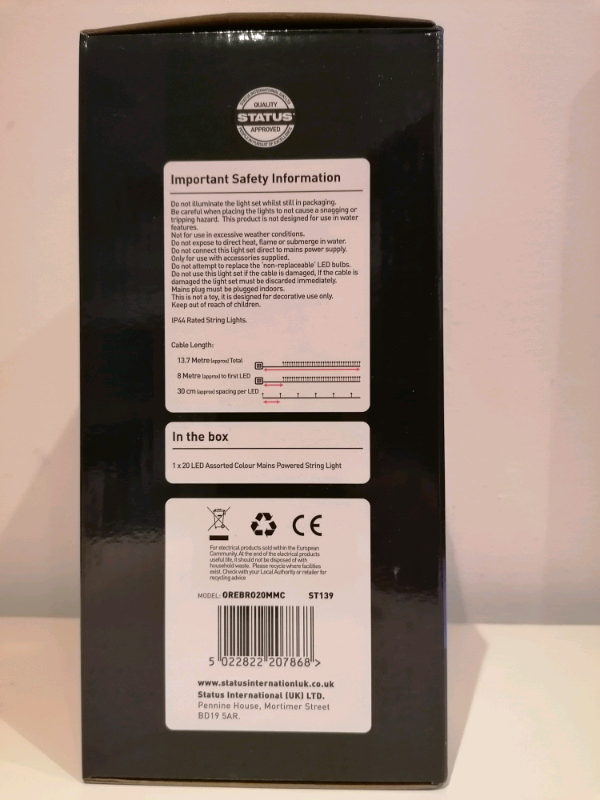 QUALITY
STATUS
APPROVED
Important Safety Information
Do not illuminate the light set whilst still in packaging.
Be careful when placing the lights to not cause a snagging or
tripping hazard. This product is not designed for use in water
features.
Not for use in excessive weather conditions.
Do not expose to direct heat, flame or submerge in water.
Do not connect this light set direct to mains power supply.
Only for use with accessories supplied.
Do not attempt to replace the 'non-replaceable' LED bulbs.
Do not use this light set if the cable is damaged, If the cable is
damaged the light set must be discarded immediately.
Mains plug must be plugged indoors.
This is not a toy, it is designed for decorative use only.
Keep out of reach of children.
IP44 Rated String Lights.
Cable Length:
13.7 Metre (approx) Total
8 Metre (approx) to first LED
30 cm (approx) spacing per LED
In the box
1 x 20 LED Assorted Colour Mains Powered String Light
CE
For electrical products sold within the European
Community. At the end of the electrical products
useful life, it should not be disposed of with
household waste. Please recycle where facilities
exist. Check with your Local Authority or retailer for
recycling advice
MODEL: GREBRG20MMC ST139
5 022822 207868 >
www.statusinternationluk.co.uk
Status International (UK) LTD.
Pennine House, Mortimer Street
BD19 5AR.